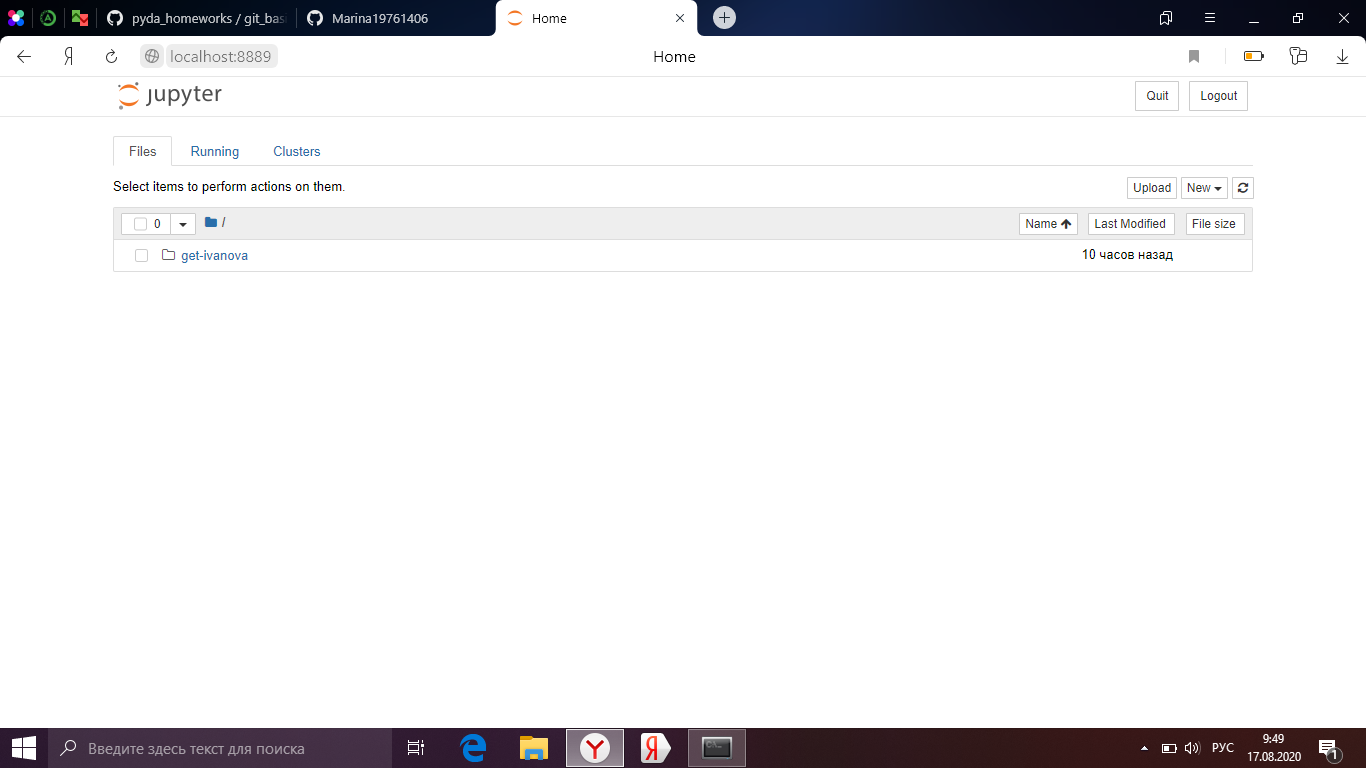 pyda_homeworks / git_basi
Marina19761406
Home
localhost:8889
Home
jupyter
Quit
Logout
Files
Running
Clusters
Select items to perform actions on them.
Upload
New
0
/
Name
Last Modified
File size
get-ivanova
10 часов назад
Введите здесь текст для поиска
РУС
9:49
17.08.2020
1